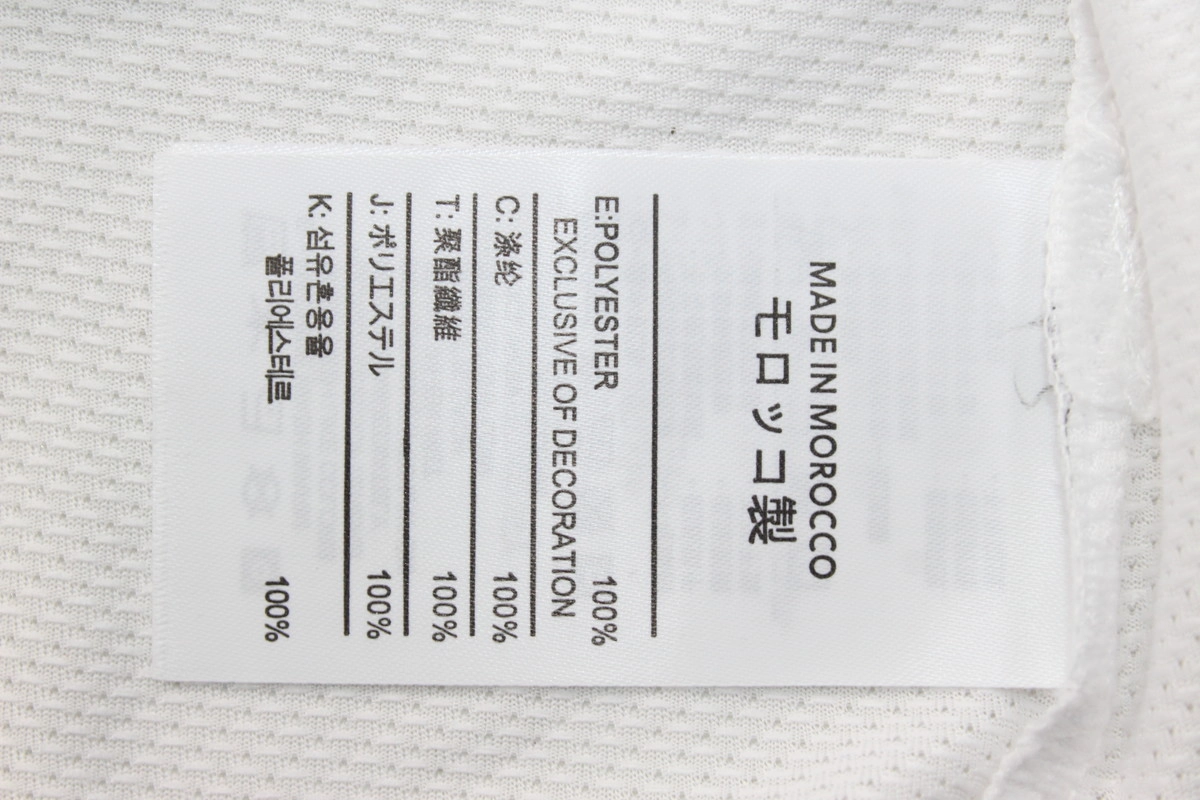 MADE IN MOROCCO
モロッコ製
E:POLYESTER 100%
EXCLUSIVE OF DECORATION
C: 涤纶 100%
T: 聚酯纖維 100%
J: ポリエステル 100%
K: 섬유혼용율
폴리에스테르 100%